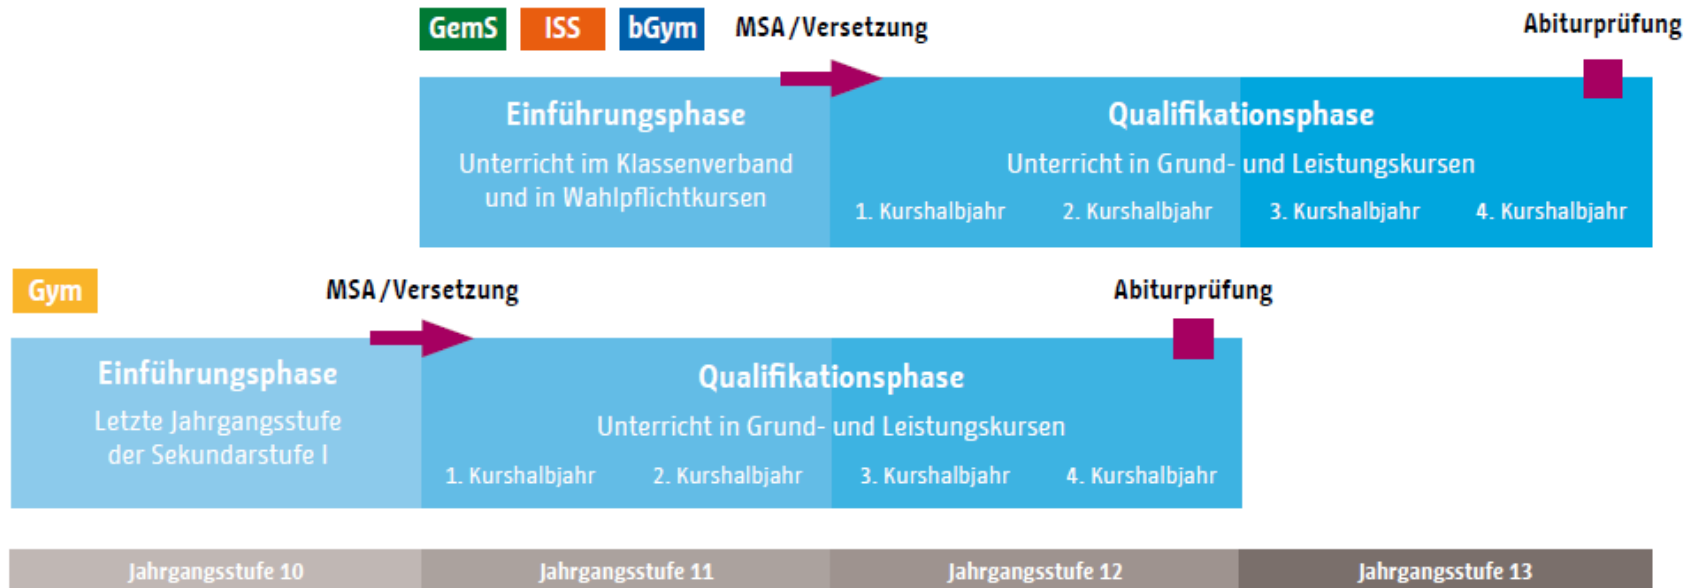 GemS ISS bGym MSA/Versetzung Abiturprüfung
Einführungsphase
Unterricht im Klassenverband
und in Wahlpflichtkursen
Qualifikationsphase
Unterricht in Grund- und Leistungskursen
1. Kurshalbjahr 2. Kurshalbjahr 3. Kurshalbjahr 4. Kurshalbjahr
Gym MSA/Versetzung Abiturprüfung
Einführungsphase
Letzte Jahrgangsstufe
der Sekundarstufe I
Qualifikationsphase
Unterricht in Grund- und Leistungskursen
1. Kurshalbjahr 2. Kurshalbjahr 3. Kurshalbjahr 4. Kurshalbjahr
Jahrgangsstufe 10 Jahrgangsstufe 11 Jahrgangsstufe 12 Jahrgangsstufe 13